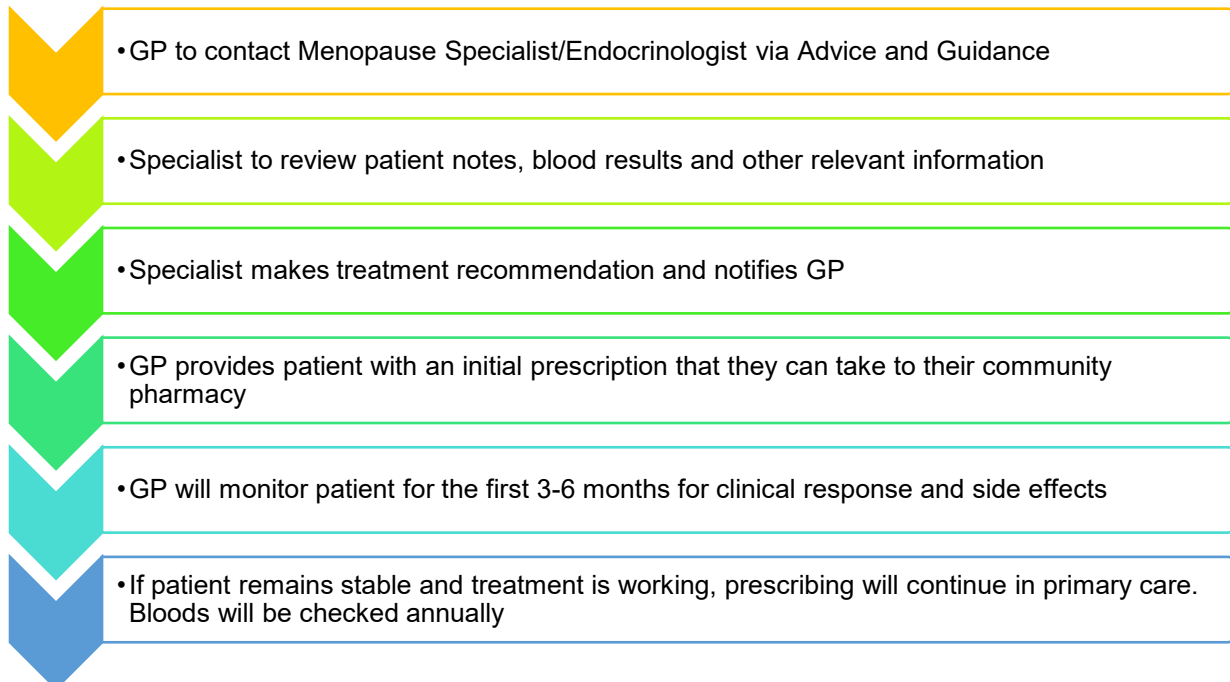 •GP to contact Menopause Specialist/Endocrinologist via Advice and Guidance
•Specialist to review patient notes, blood results and other relevant information
•Specialist makes treatment recommendation and notifies GP
•GP provides patient with an initial prescription that they can take to their community
pharmacy
•GP will monitor patient for the first 3-6 months for clinical response and side effects
•If patient remains stable and treatment is working, prescribing will continue in primary care.
Bloods will be checked annually